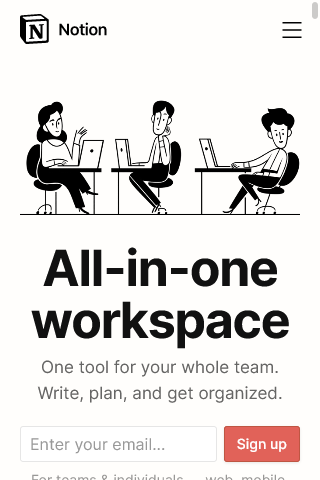 Notion
All-in-one
workspace
One tool for your whole team.
Write, plan, and get organized.
Enter your email...
Sign up
For teams & individuals — web, mobile,